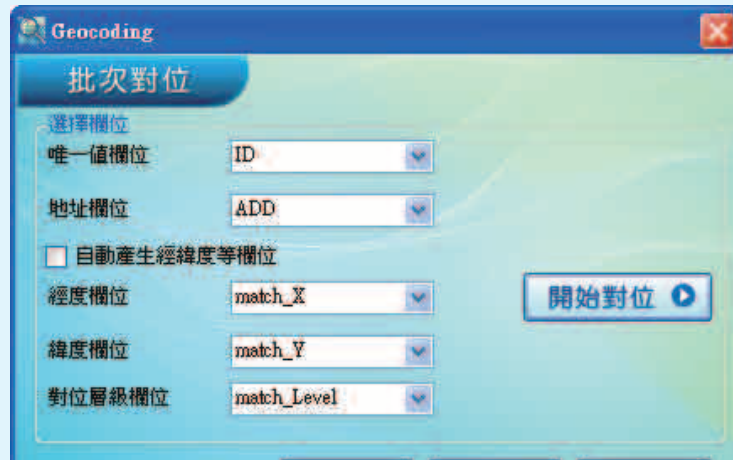 Geocoding
批次對位
選擇欄位
唯一值欄位 ID
地址欄位 ADD
自動產生經緯度等欄位
經度欄位 match_X
開始對位
緯度欄位 match_Y
對位層級欄位 match_Level